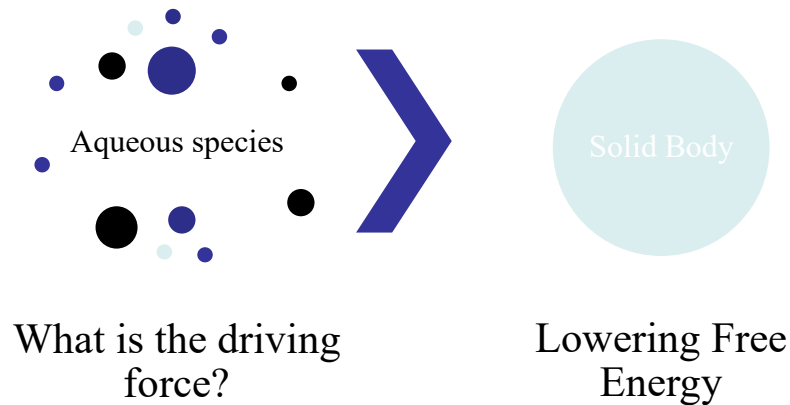 Aqueous species
Solid Body
What is the driving
force?
Lowering Free
Energy